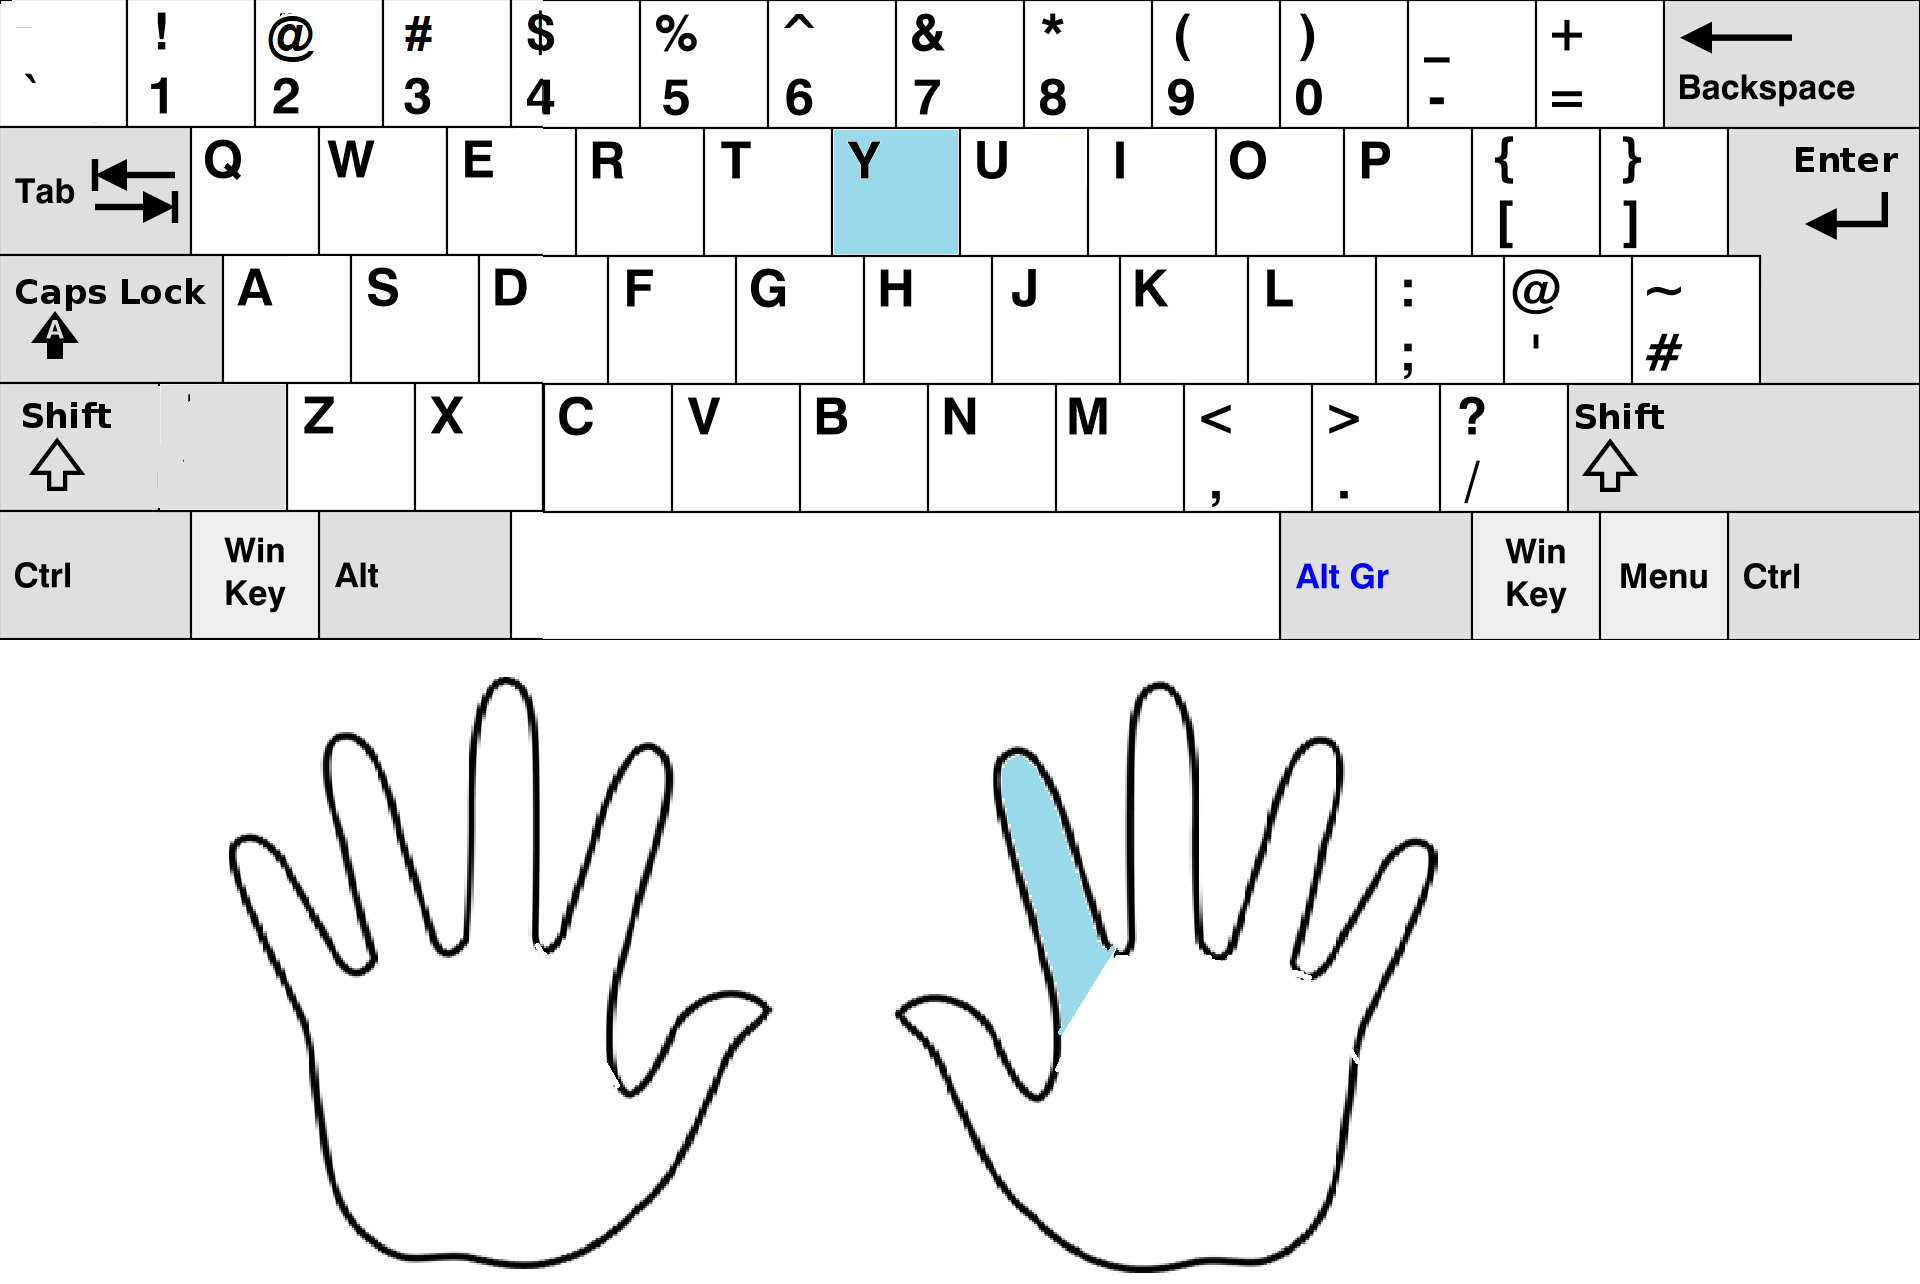 ! @ # $ % ^ & * ( ) _ +
` 1 2 3 4 5 6 7 8 9 0 - = Backspace
Tab Q W E R T Y U I O P { } Enter
[ ]
Caps Lock A S D F G H J K L : @ ~
A ; ' #
Shift Z X C V B N M < > ? Shift
, . /
Ctrl Win Key Alt Alt Gr Win Key Menu Ctrl